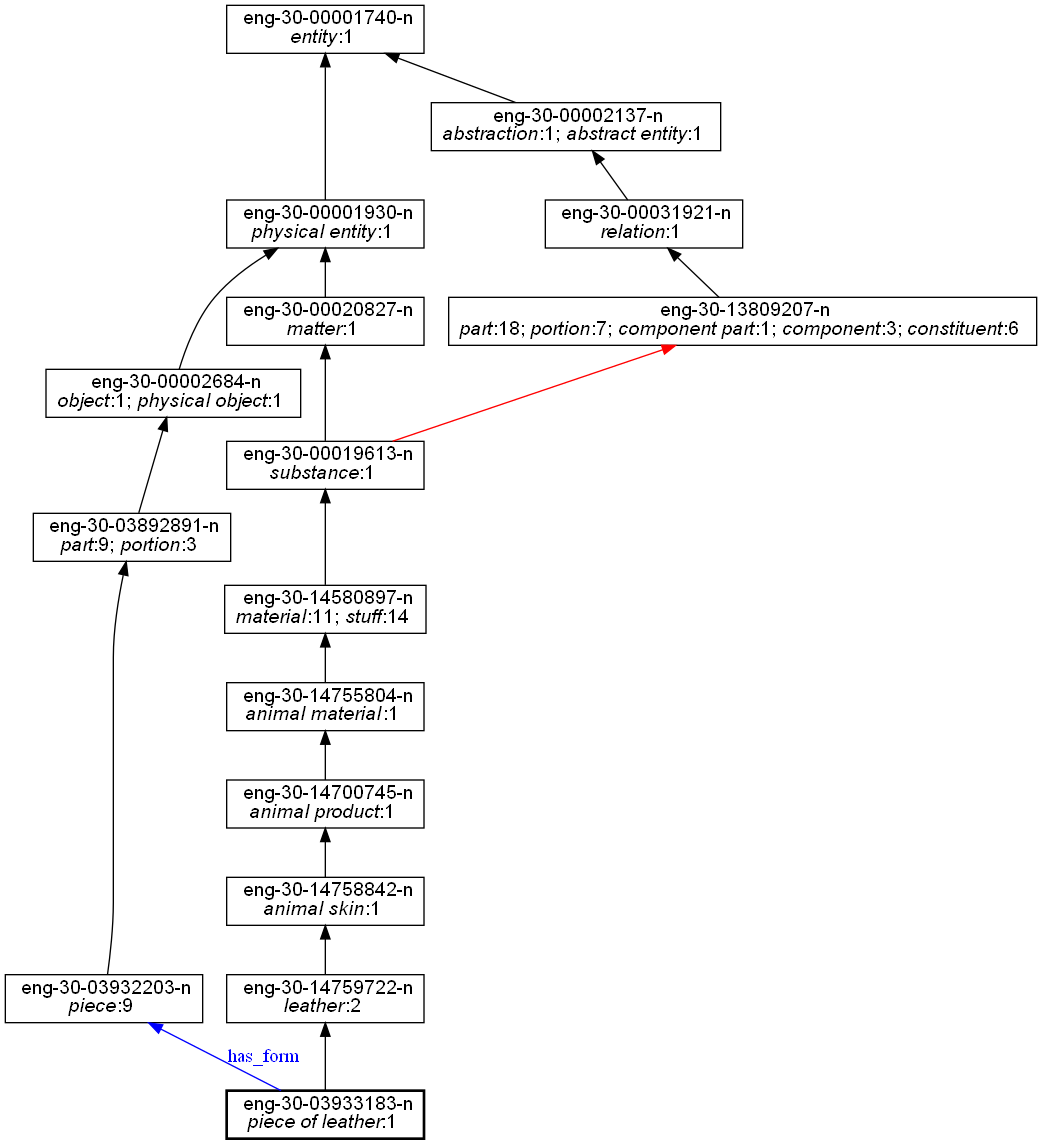 eng-30-00001740-n
entity:1
eng-30-00002137-n
abstraction:1; abstract entity:1
eng-30-00001930-n
physical entity:1
eng-30-00031921-n
relation:1
eng-30-00020827-n
matter:1
eng-30-13809207-n
part:18; portion:7; component part:1; component:3; constituent:6
eng-30-00002684-n
object:1; physical object:1
eng-30-00019613-n
substance:1
eng-30-03892891-n
part:9; portion:3
eng-30-14580897-n
material:11; stuff:14
eng-30-14755804-n
animal material:1
eng-30-14700745-n
animal product:1
eng-30-14758842-n
animal skin:1
eng-30-03932203-n
piece:9
eng-30-14759722-n
leather:2
has_form
eng-30-03933183-n
piece of leather:1